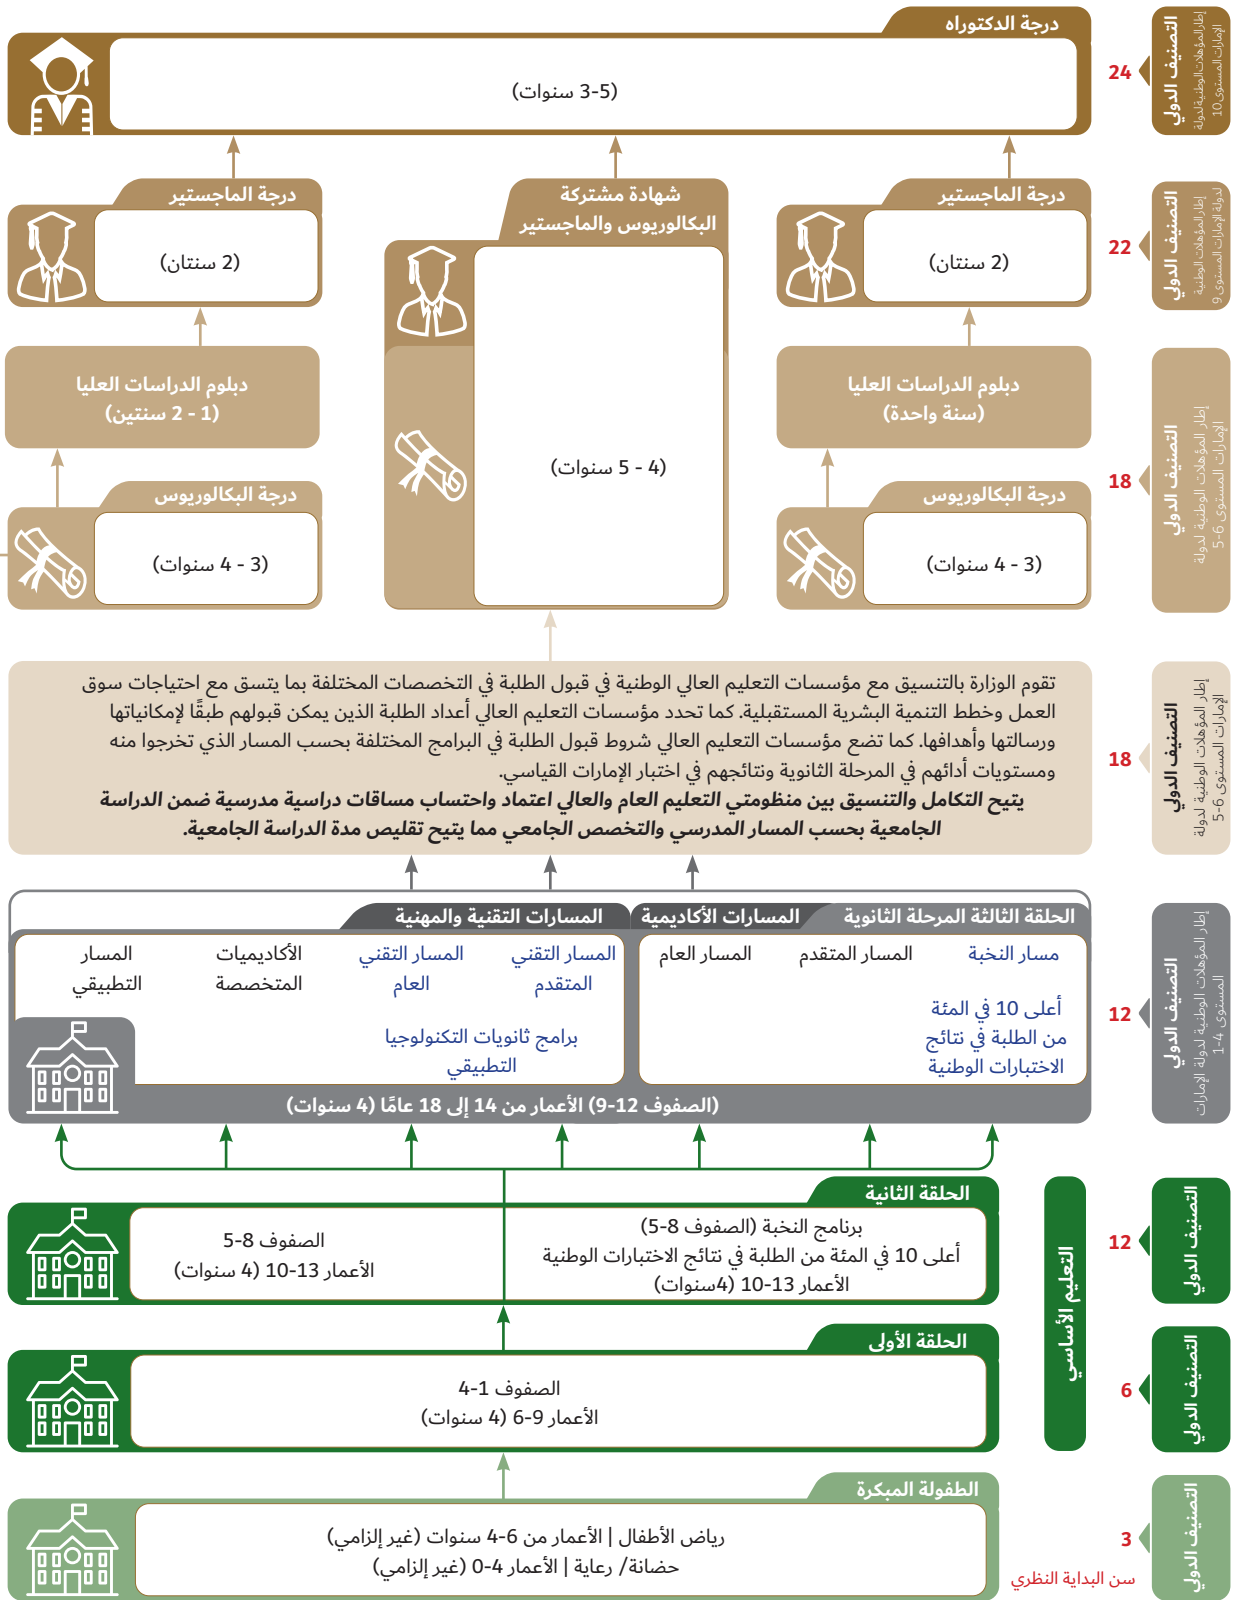 درجة الدكتوراه
(3-5 سنوات)
24
التصنيف الدولي
إطار المؤهلات الوطنية لدولة
الإمارات المستوى 10
درجة الماجستير
(2 سنتان)
شهادة مشتركة
البكالوريوس والماجستير
(4 - 5 سنوات)
درجة الماجستير
(2 سنتان)
22
التصنيف الدولي
إطار المؤهلات الوطنية
لدولة الإمارات المستوى 9
دبلوم الدراسات العليا
(سنة واحدة)
دبلوم الدراسات العليا
(1 - 2 سنتين)
درجة البكالوريوس
(3 - 4 سنوات)
درجة البكالوريوس
(3 - 4 سنوات)
18
التصنيف الدولي
إطار المؤهلات الوطنية لدولة
الإمارات المستوى 6-5
تقوم الوزارة بالتنسيق مع مؤسسات التعليم العالي الوطنية في قبول الطلبة في التخصصات المختلفة بما يتسق مع احتياجات سوق
العمل وخطط التنمية البشرية المستقبلية. كما تحدد مؤسسات التعليم العالي أعداد الطلبة الذين يمكن قبولهم طبقًا لإمكانياتها
ورسالتها وأهدافها. كما تضع مؤسسات التعليم العالي شروط قبول الطلبة في البرامج المختلفة بحسب المسار الذي تخرجوا منه
ومستويات أدائهم في المرحلة الثانوية ونتائجهم في اختبار الإمارات القياسي.
يتيح التكامل والتنسيق بين منظومتي التعليم العام والعالي اعتماد واحتساب مساقات دراسية مدرسية ضمن الدراسة
الجامعية بحسب المسار المدرسي والتخصص الجامعي مما يتيح تقليص مدة الدراسة الجامعية.
18
التصنيف الدولي
إطار المؤهلات الوطنية لدولة
الإمارات المستوى 6-5
الحلقة الثالثة المرحلة الثانوية
المسارات الأكاديمية
المسارات التقنية والمهنية
مسار النخبة
أعلى 10 في المئة
من الطلبة في نتائج
الاختبارات الوطنية
المسار المتقدم
المسار العام
المسار التقني
المتقدم
المسار التقني
العام
برامج ثانويات التكنولوجيا
التطبيقي
الأكاديميات
المتخصصة
المسار
التطبيقي
(الصفوف 12-9) الأعمار من 14 إلى 18 عامًا (4 سنوات)
12
التصنيف الدولي
إطار المؤهلات الوطنية لدولة الإمارات
المستوى 4-1
الحلقة الثانية
برنامج النخبة (الصفوف 8-5)
أعلى 10 في المئة من الطلبة في نتائج الاختبارات الوطنية
الأعمار 13-10 (4سنوات)
الصفوف 8-5
الأعمار 13-10 (4 سنوات)
التعليم الأساسي
12
التصنيف الدولي
الحلقة الأولى
الصفوف 1-4
الأعمار 9-6 (4 سنوات)
6
التصنيف الدولي
الطفولة المبكرة
رياض الأطفال | الأعمار من 6-4 سنوات (غير إلزامي)
حضانة/ رعاية | الأعمار 4-0 (غير إلزامي)
3
سن البداية النظري
التصنيف الدولي